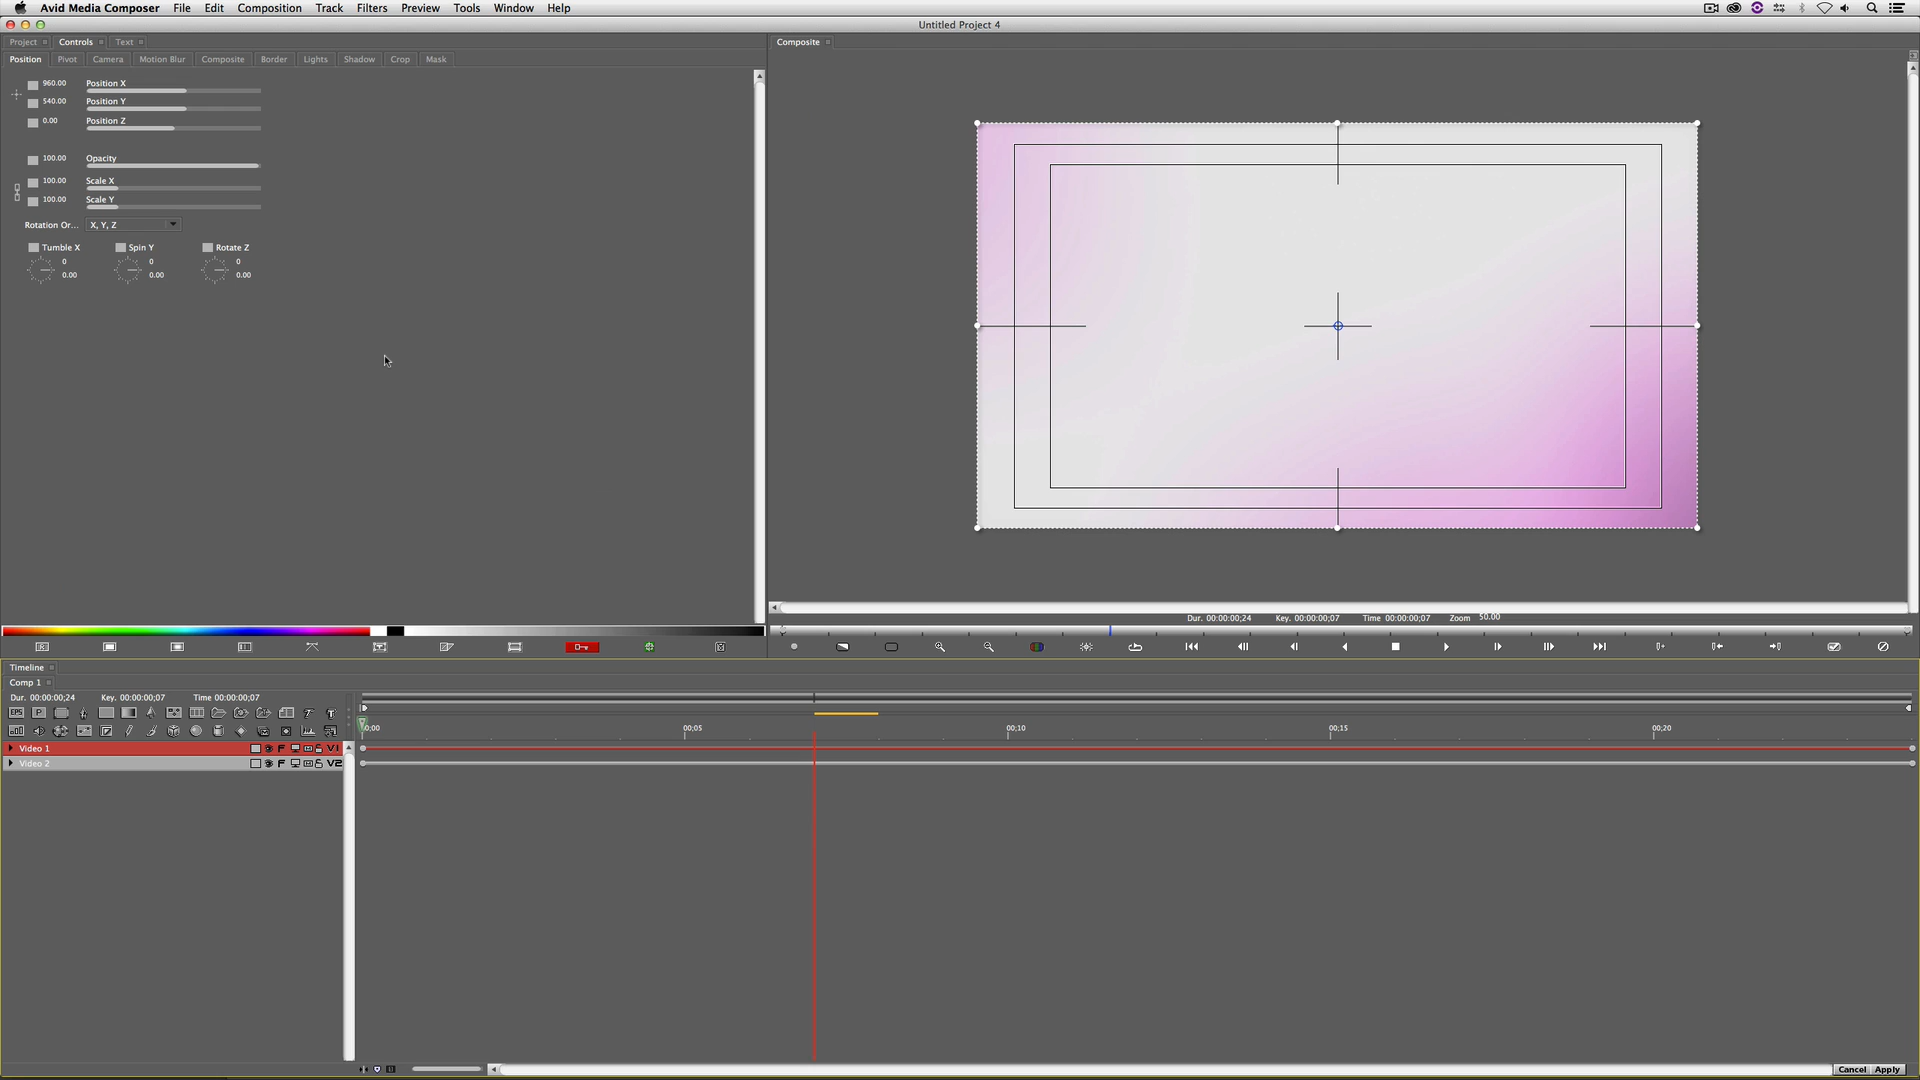 Avid Media Composer File Edit Composition Track Filters Preview Tools Window Help
Untitled Project 4
Project Controls Text
Composite
Position Pivot Camera Motion Blur Composite Border Lights Shadow Crop Mask
960.00 Position X
540.00 Position Y
0.00 Position Z
100.00 Opacity
100.00 Scale X
100.00 Scale Y
Rotation Or... X, Y, Z
Tumble X Spin Y Rotate Z
0 0 0
0.00 0.00 0.00
Dur. 00:00:00;24 Key. 00:00:00;07 Time 00:00:00;07 Zoom 50.00
Timeline
Comp 1
Dur. 00:00:00;24 Key. 00:00:00;07 Time 00:00:00;07
EPS P
0;00 00;05 00;10 00;15 00;20
Video 1 F V1
Video 2 F V2
Cancel Apply